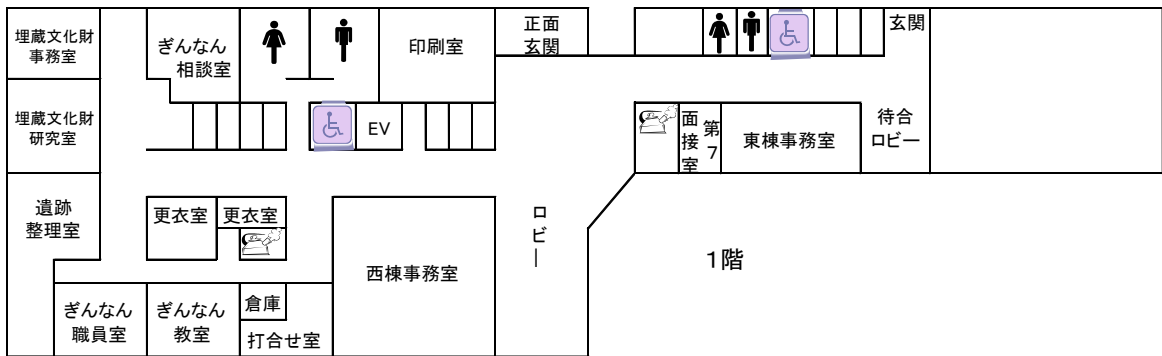 埋蔵文化財
事務室
ぎんなん
相談室
印刷室
正面
玄関
玄関
埋蔵文化財
研究室
EV
面接室
第7
東棟事務室
待合
ロビー
遺跡
整理室
更衣室
更衣室
ロビー
西棟事務室
1階
ぎんなん
職員室
ぎんなん
教室
倉庫
打合せ室